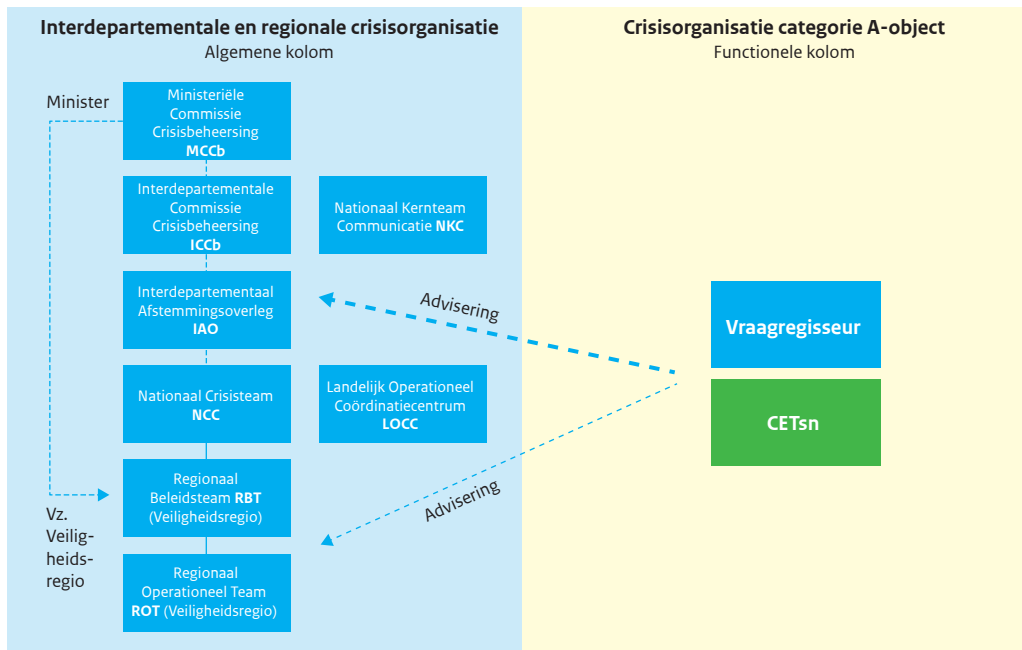 Interdepartementale en regionale crisisorganisatie
Algemene kolom
Minister
Ministeriële
Commissie
Crisisbeheersing
MCCb
Interdepartementale
Commissie
Crisisbeheersing
ICCb
Nationaal Kernteam
Communicatie NKC
Interdepartementaal
Afstemmingsoverleg
IAO
Nationaal Crisisteam
NCC
Landelijk Operationeel
Coördinatiecentrum
LOCC
Regionaal
Beleidsteam RBT
(Veiligheidsregio)
Vz.
Veilig-
heids-
regio
Regionaal
Operationeel Team
ROT (Veiligheidsregio)
Advisering
Advisering
Crisisorganisatie categorie A-object
Functionele kolom
Vraagregisseur
CETsn